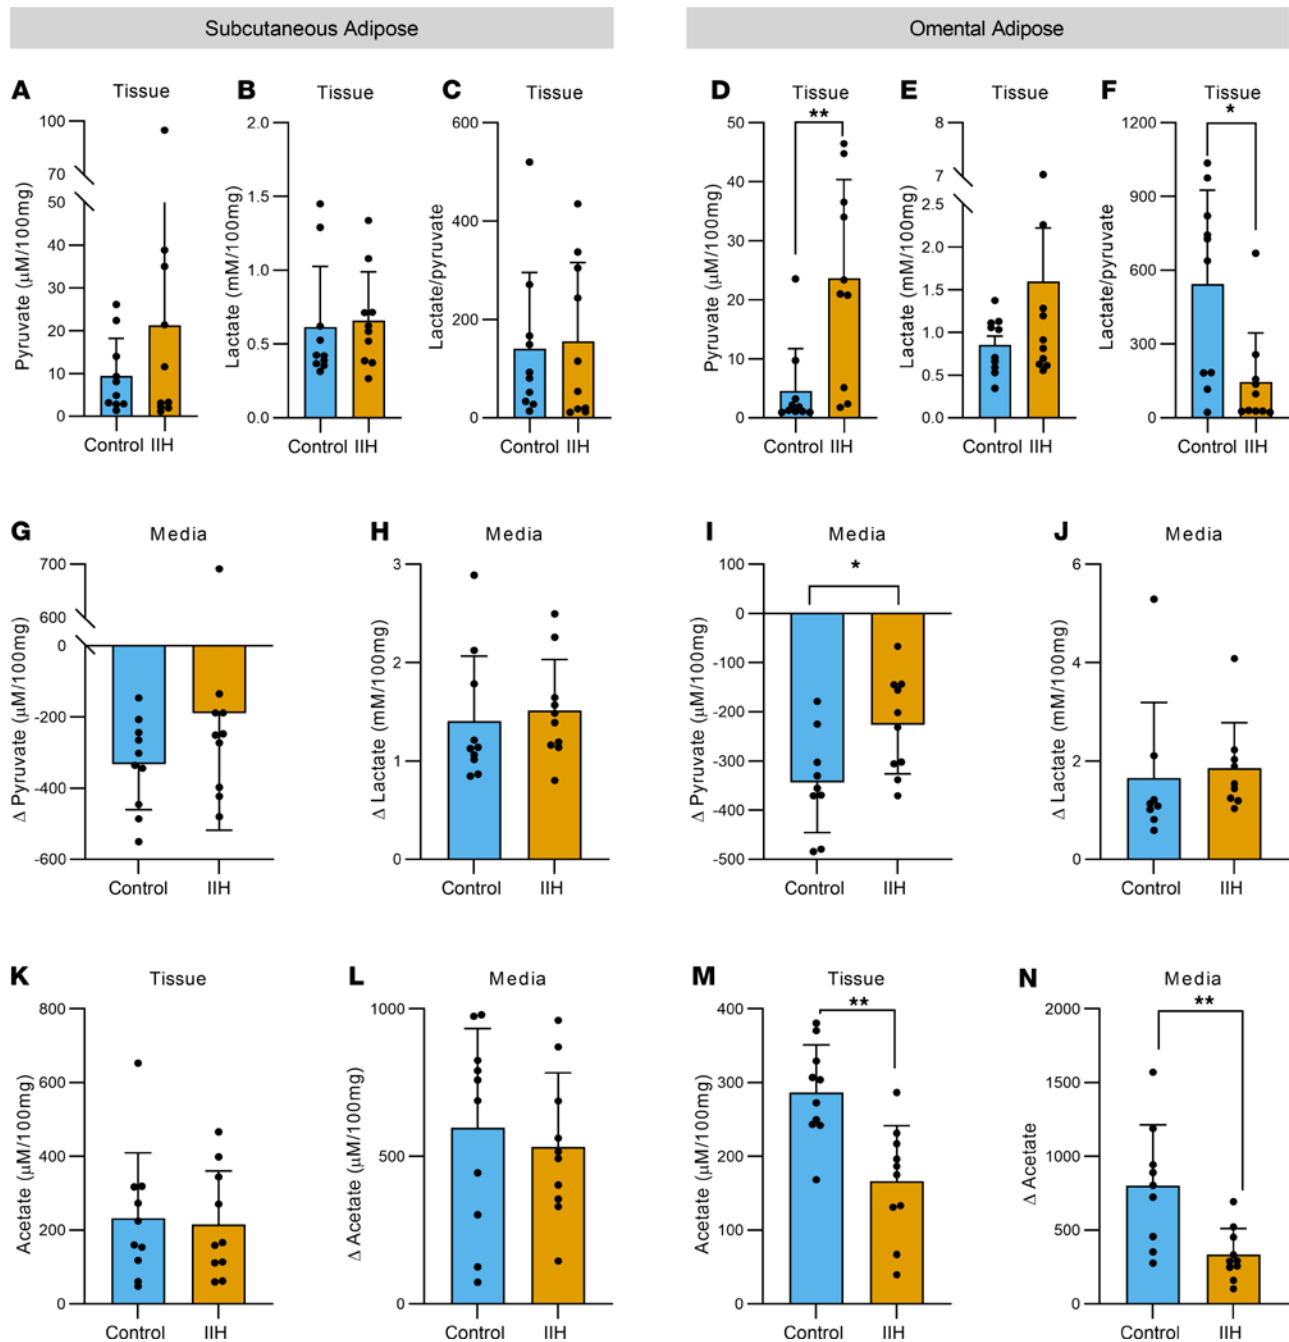 Subcutaneous Adipose
Omental Adipose
A
Tissue
Pyruvate (μM/100mg)
100
70
50
40
30
20
10
0
Control IIH
B
Tissue
Lactate (mM/100mg)
2.0
1.5
1.0
0.5
0.0
Control IIH
C
Tissue
Lactate/pyruvate
600
400
200
0
Control IIH
D
Tissue
**
Pyruvate (μM/100mg)
50
40
30
20
10
0
Control IIH
E
Tissue
Lactate (mM/100mg)
8
7
2.5
2.0
1.5
1.0
0.5
0.0
Control IIH
F
Tissue
*
Lactate/pyruvate
1200
900
600
300
0
Control IIH
G
Media
Δ Pyruvate (μM/100mg)
700
600
0
-200
-400
-600
Control IIH
H
Media
Δ Lactate (mM/100mg)
3
2
1
0
Control IIH
I
Media
*
Δ Pyruvate (μM/100mg)
100
0
-100
-200
-300
-400
-500
Control IIH
J
Media
Δ Lactate (mM/100mg)
6
4
2
0
Control IIH
K
Tissue
Acetate (μM/100mg)
800
600
400
200
0
Control IIH
L
Media
Δ Acetate (μM/100mg)
1000
500
0
Control IIH
M
Tissue
**
Acetate (μM/100mg)
400
300
200
100
0
Control IIH
N
Media
**
Δ Acetate
2000
1500
1000
500
0
Control IIH